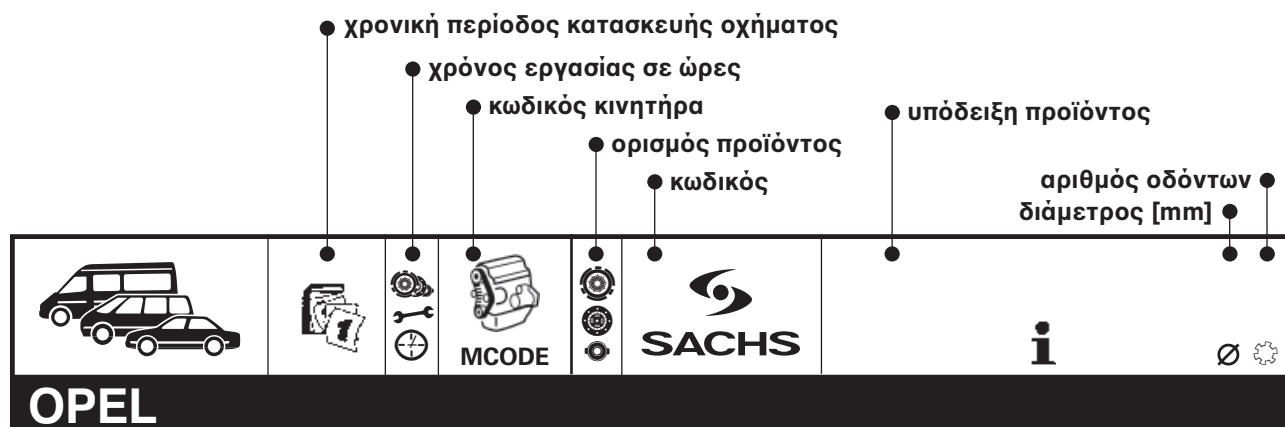 χρονική περίοδος κατασκευής οχήματος
χρόνος εργασίας σε ώρες
κωδικός κινητήρα
υπόδειξη προϊόντος
ορισμός προϊόντος
κωδικός
αριθμός οδόντων
διάμετρος [mm]
1
MCODE
SACHS
i
Ø
OPEL